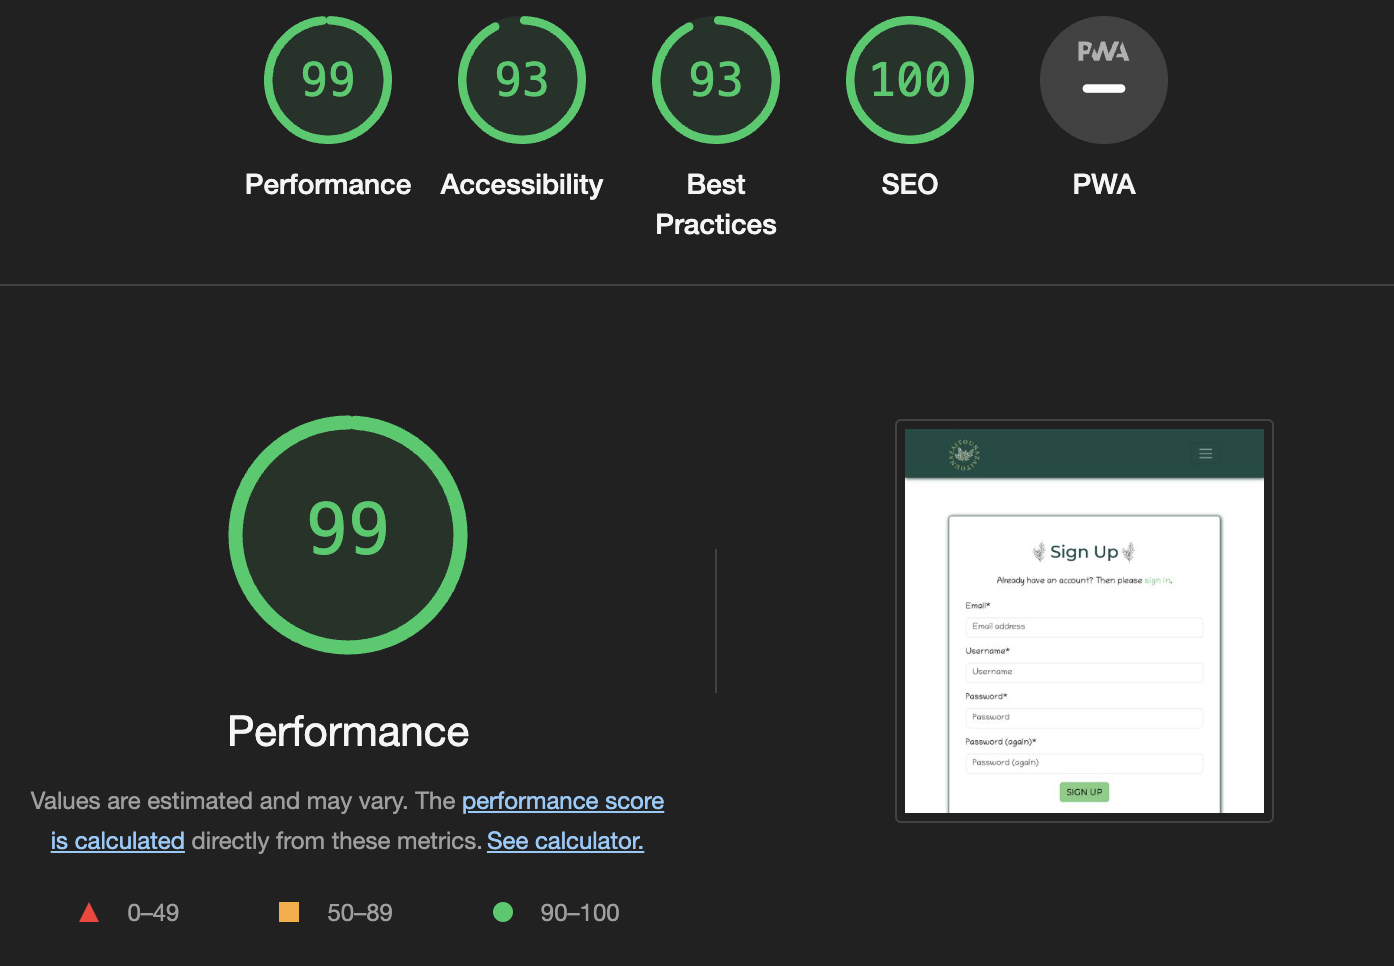 99
93
93
100
PWA
Performance
Accessibility
Best
Practices
SEO
PWA
99
Performance
Values are estimated and may vary. The performance score
is calculated directly from these metrics. See calculator.
0–49
50–89
90–100
Sign Up
Already have an account? Then please sign in.
Email*
Email address
Username*
Username
Password*
Password
Password (again)*
Password (again)
SIGN UP